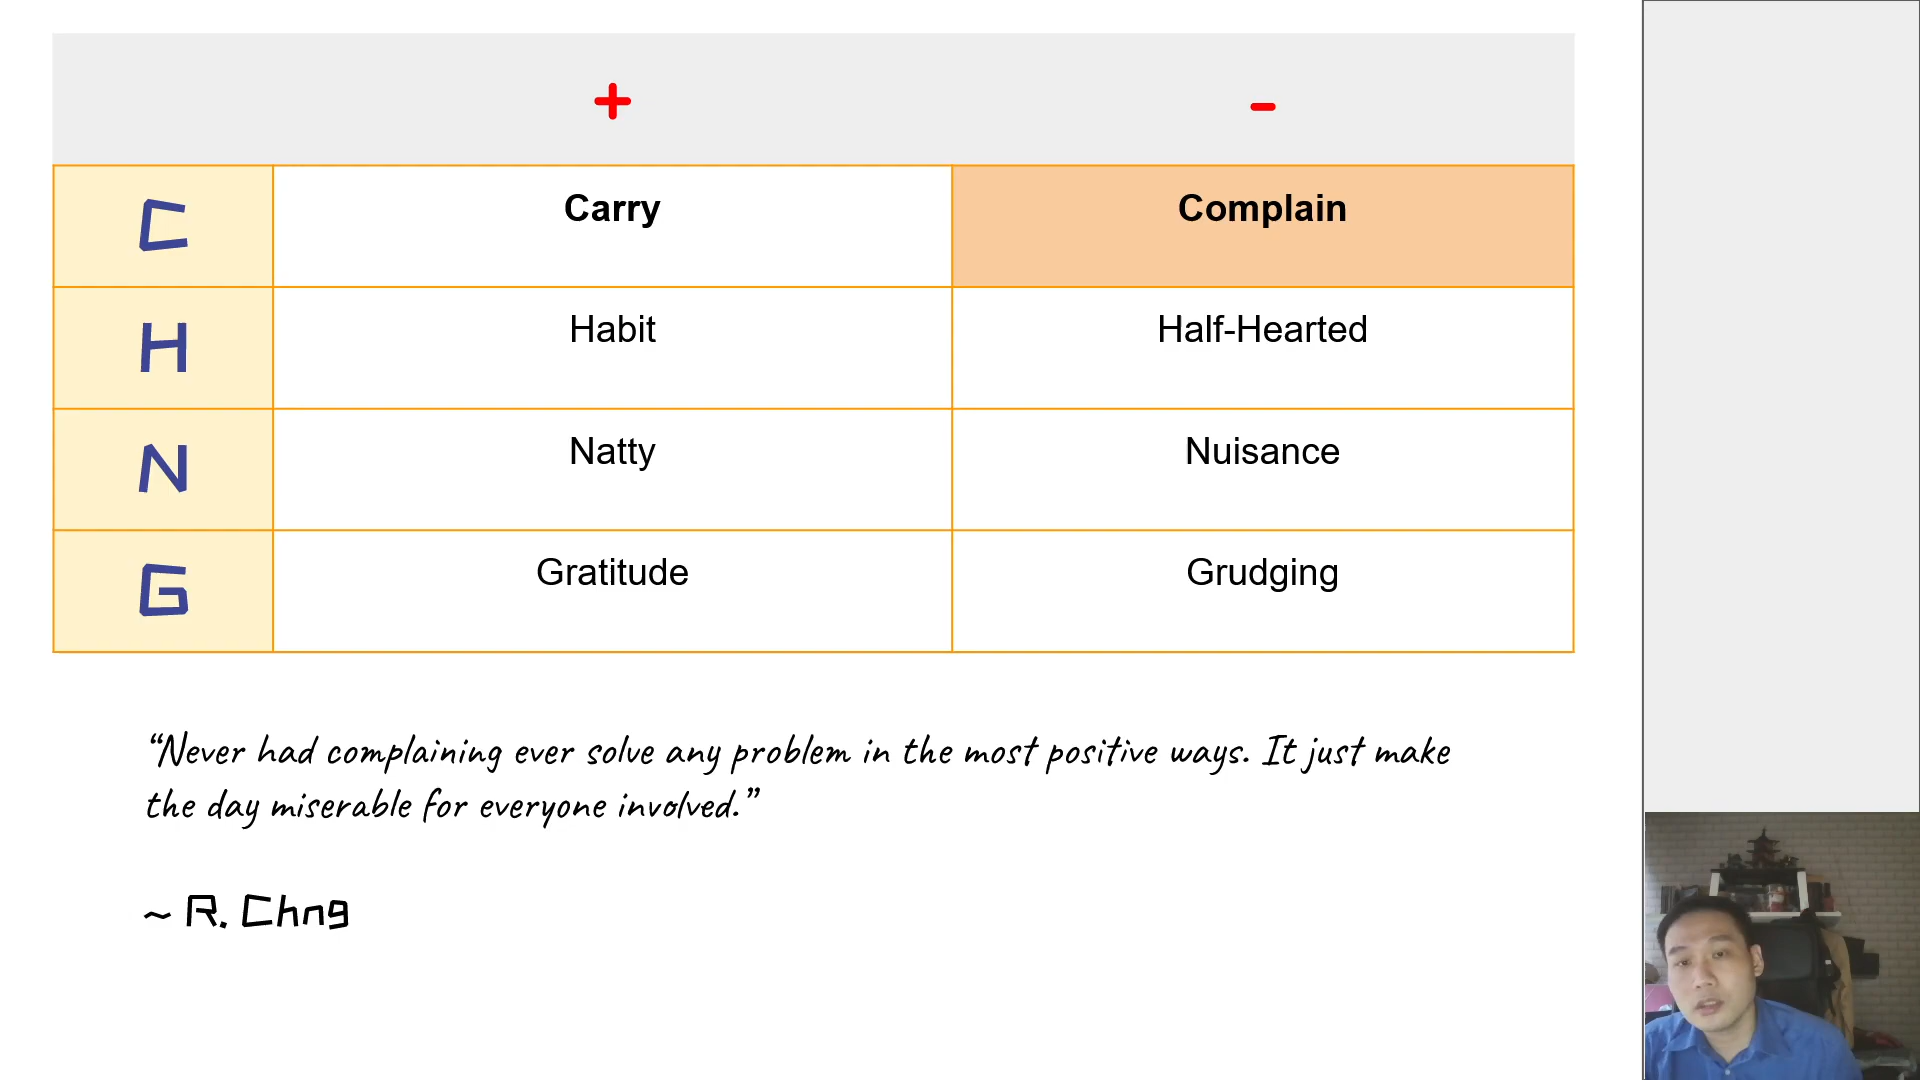 + -
C Carry Complain
H Habit Half-Hearted
N Natty Nuisance
G Gratitude Grudging
“Never had complaining ever solve any problem in the most positive ways. It just make
the day miserable for everyone involved.”
~ R. Chng